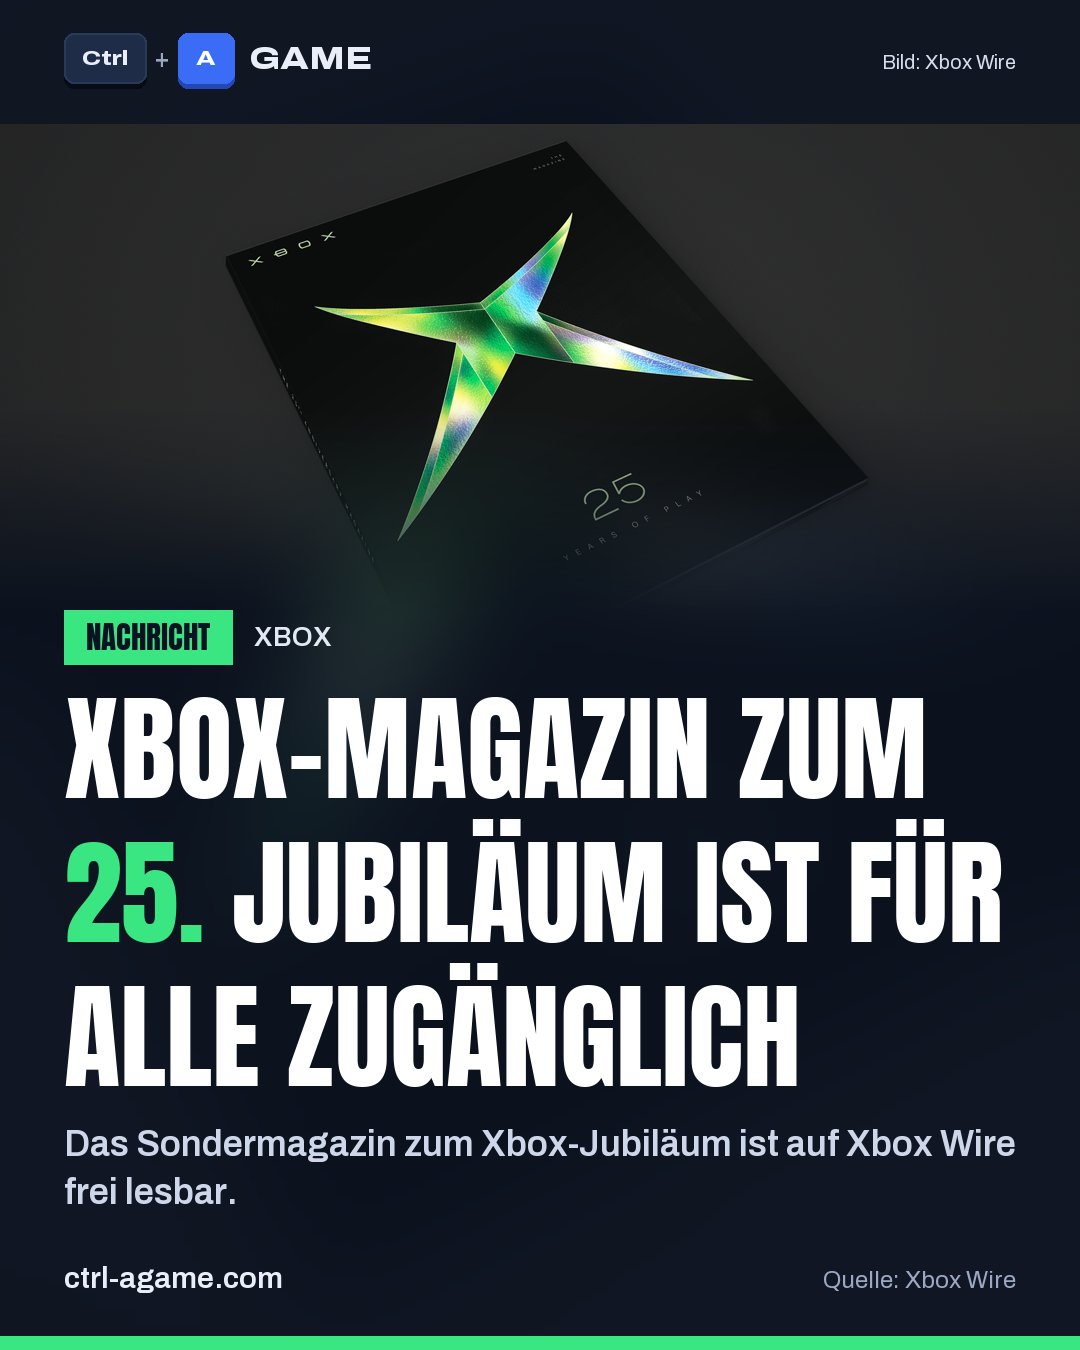 Ctrl + A GAME
Bild: Xbox Wire
THE
MAGAZINE
XBOX
25
YEARS OF PLAY
NACHRICHT XBOX
XBOX-MAGAZIN ZUM
25. JUBILÄUM IST FÜR
ALLE ZUGÄNGLICH
Das Sondermagazin zum Xbox-Jubiläum ist auf Xbox Wire
frei lesbar.
ctrl-agame.com
Quelle: Xbox Wire